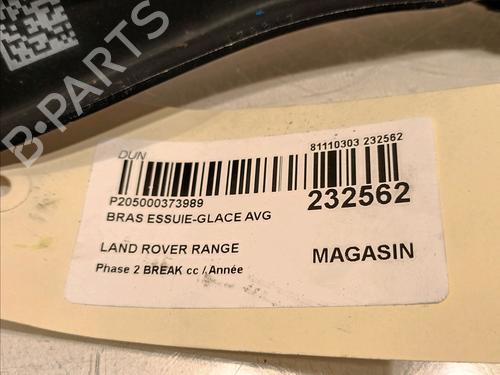 B-PARTS
DUN
81110303 232562
P205000373989
232562
BRAS ESSUIE-GLACE AVG
LAND ROVER RANGE
MAGASIN
Phase 2 BREAK cc / Année